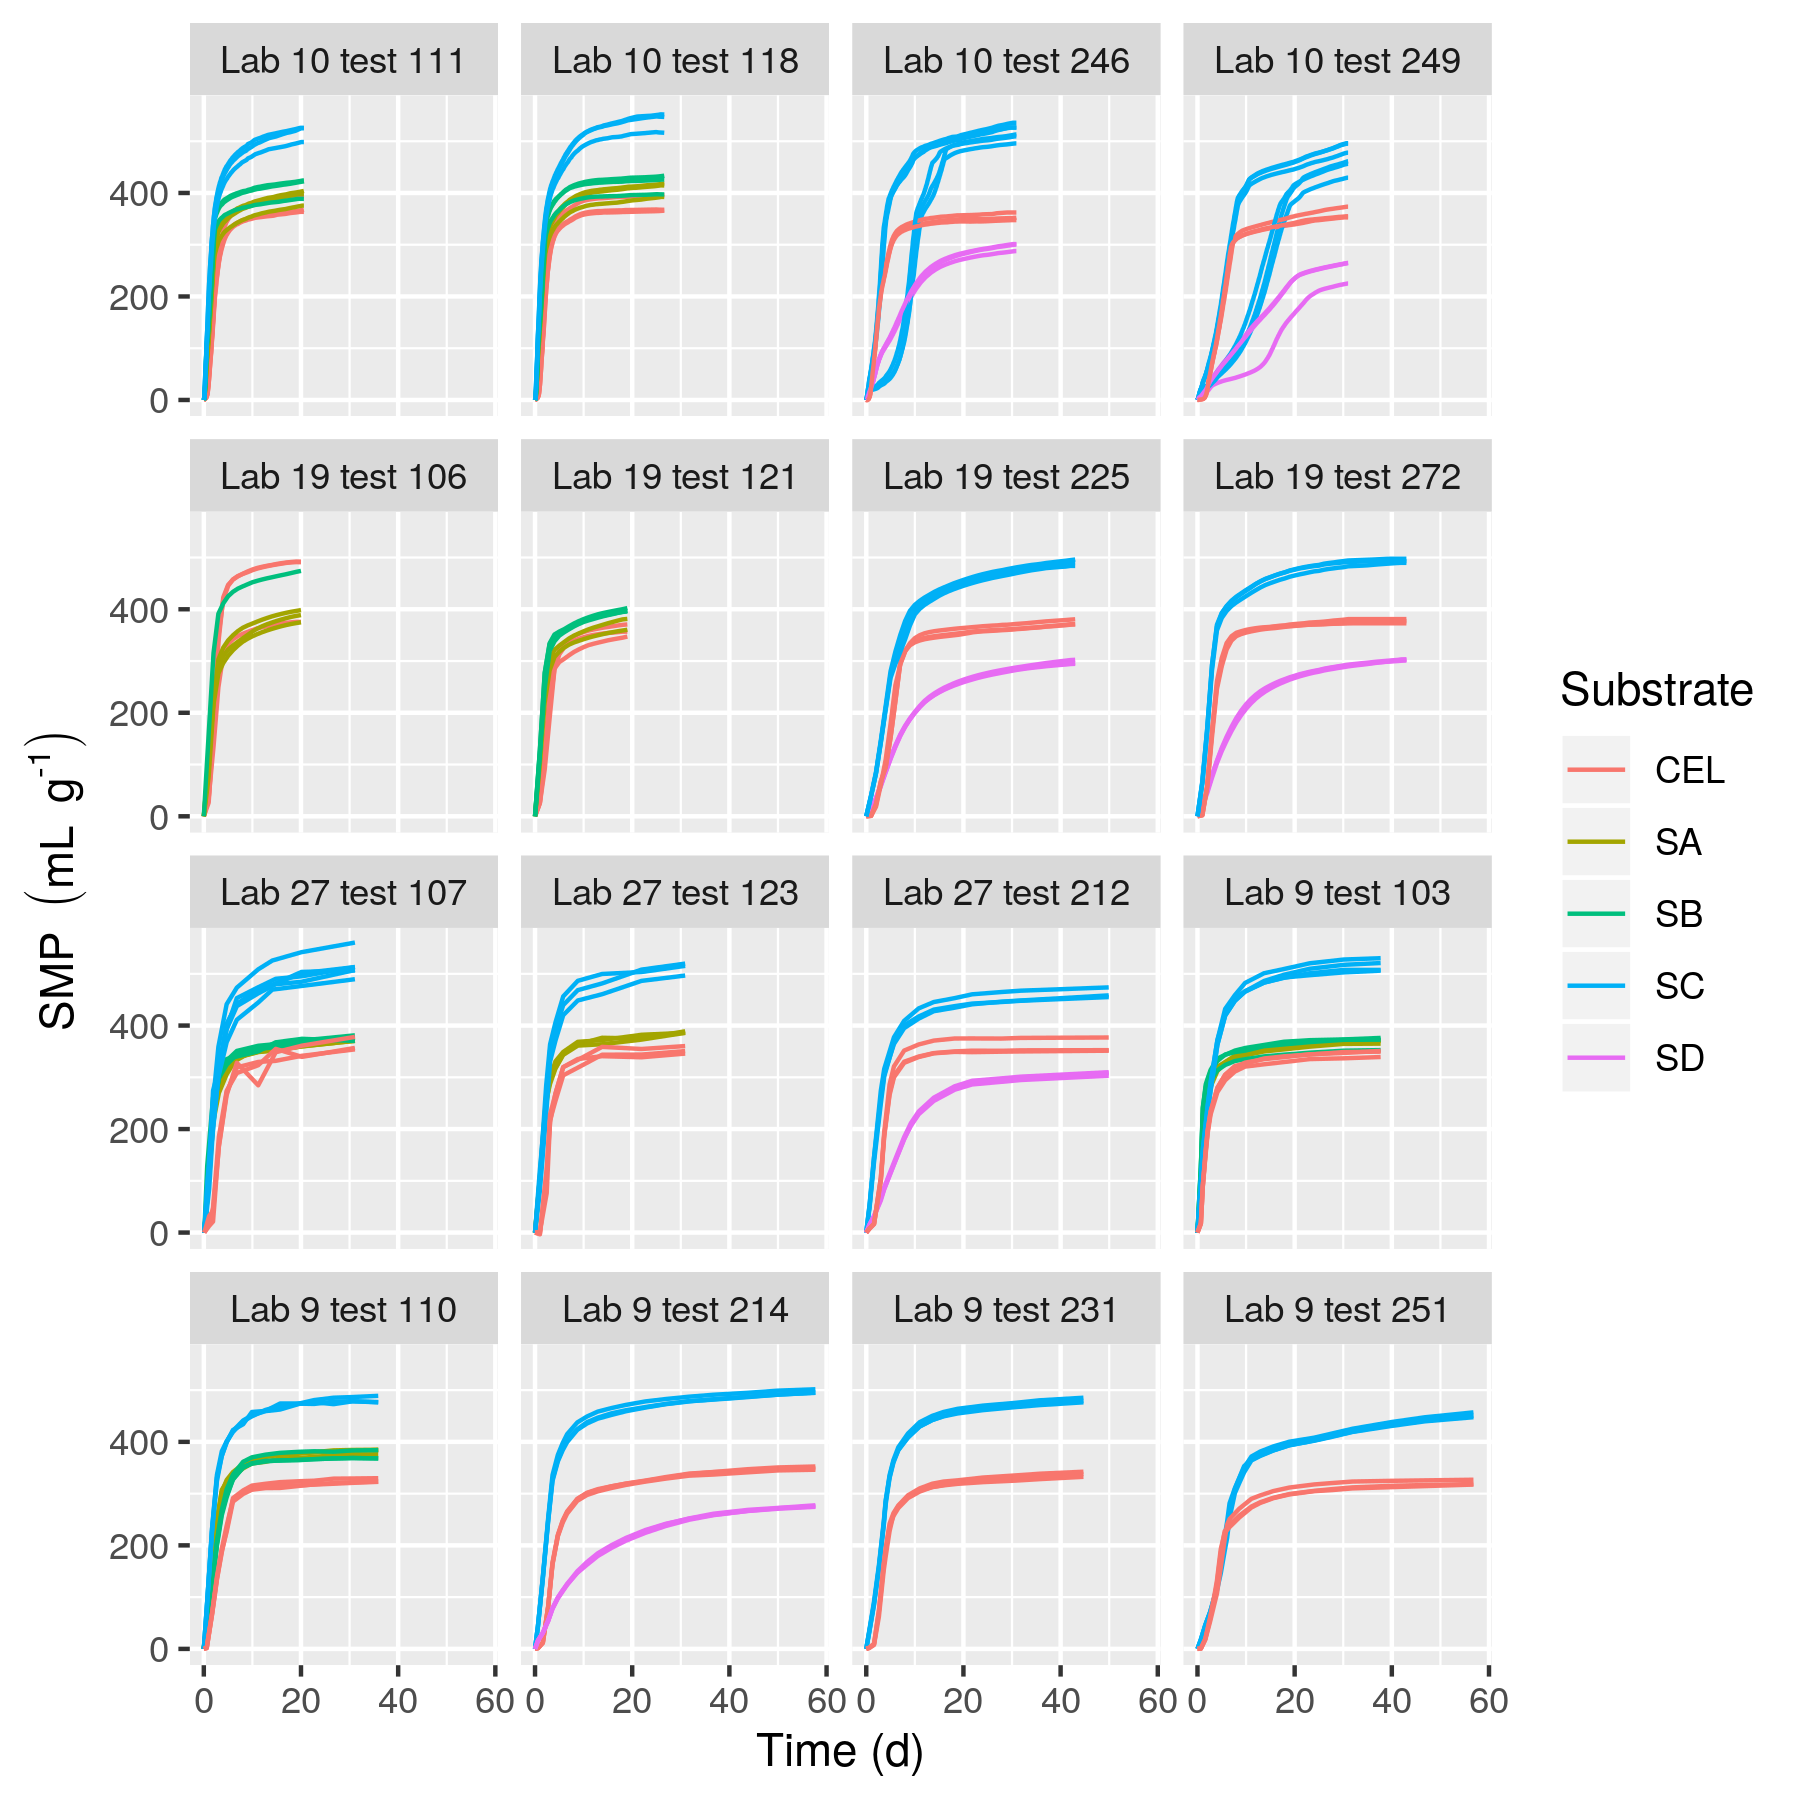 Lab 10 test 111 Lab 10 test 118 Lab 10 test 246 Lab 10 test 249
400
200
0
Lab 19 test 106 Lab 19 test 121 Lab 19 test 225 Lab 19 test 272
400
200
0
Lab 27 test 107 Lab 27 test 123 Lab 27 test 212 Lab 9 test 103
400
200
0
Lab 9 test 110 Lab 9 test 214 Lab 9 test 231 Lab 9 test 251
400
200
0
0 20 40 60 0 20 40 60 0 20 40 60 0 20 40 60
Time (d)
SMP (mL g⁻¹)
Substrate
CEL
SA
SB
SC
SD